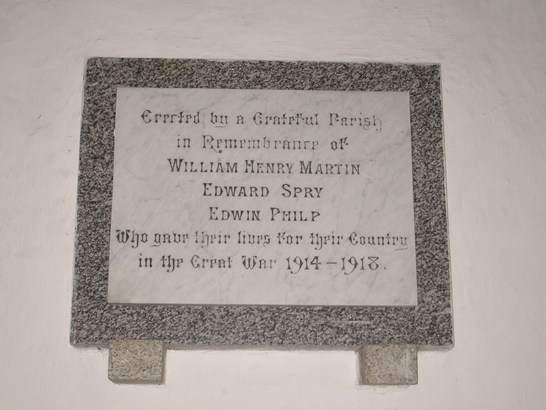 Erected by a Grateful Parish
in Remembrance of
WILLIAM HENRY MARTIN
EDWARD SPRY
EDWIN PHILP
Who gave their lives for their Country
in the Great War 1914-1918.